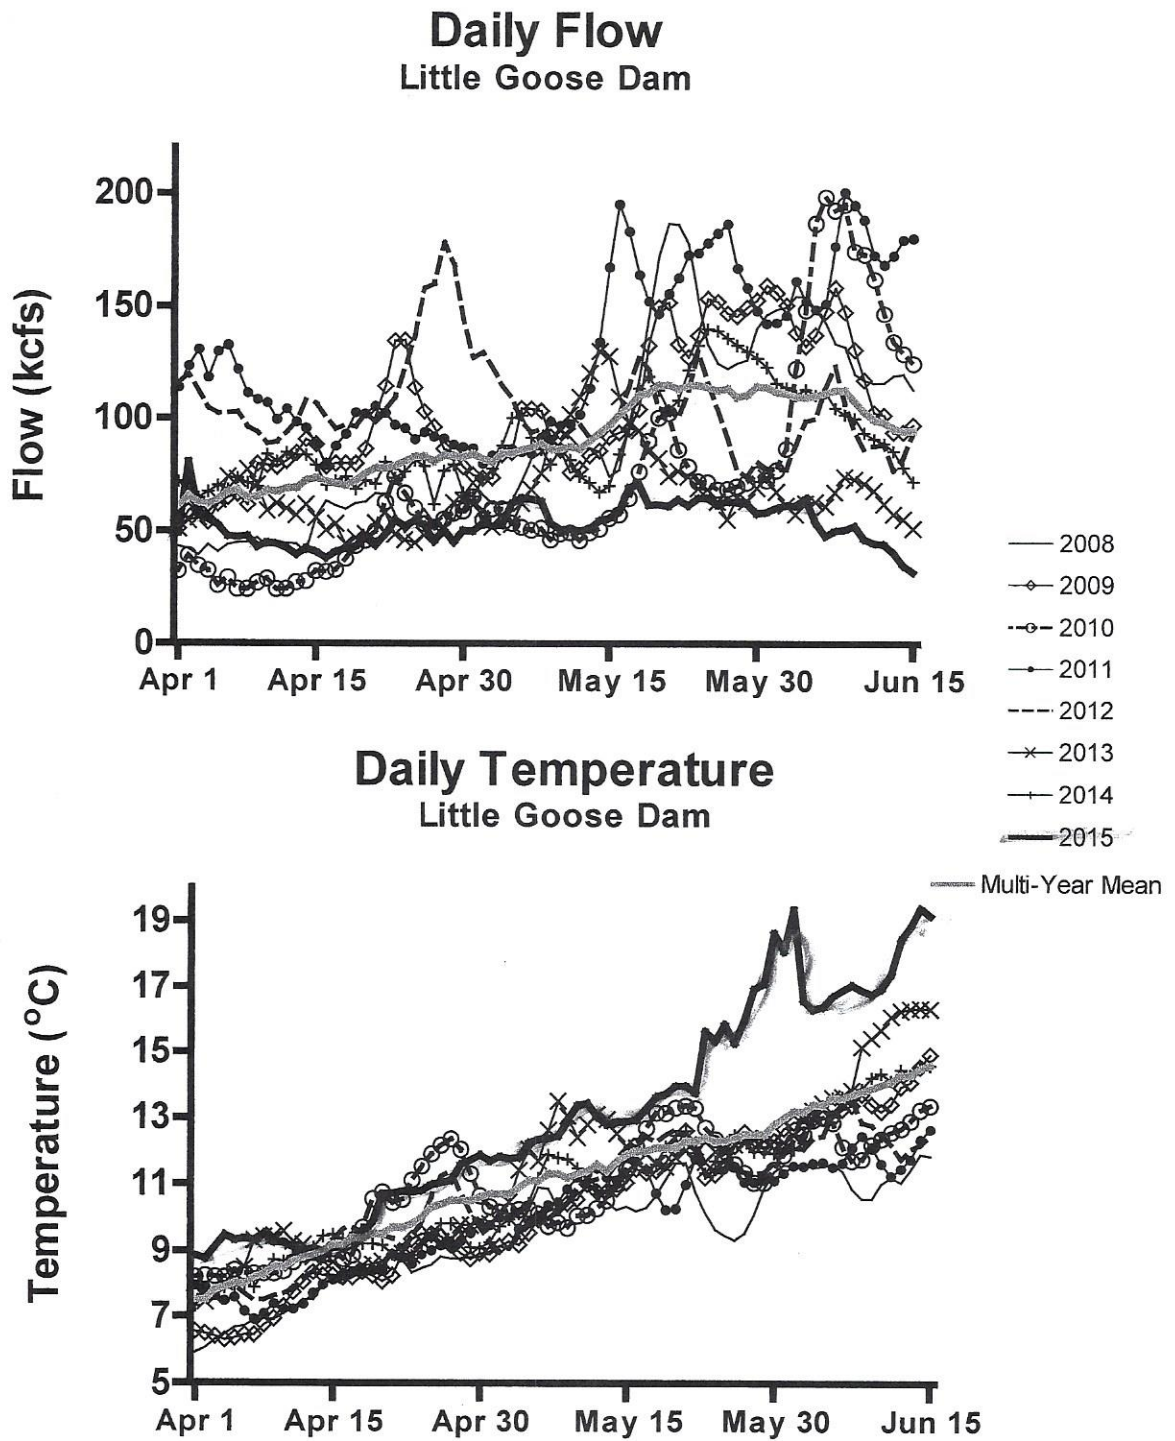 Daily Flow
Little Goose Dam
Flow (kcfs)
200
150
100
50
0
Apr 1 Apr 15 Apr 30 May 15 May 30 Jun 15
2008
2009
2010
2011
2012
2013
2014
2015
Multi-Year Mean
Daily Temperature
Little Goose Dam
Temperature (°C)
19
17
15
13
11
9
7
5
Apr 1 Apr 15 Apr 30 May 15 May 30 Jun 15